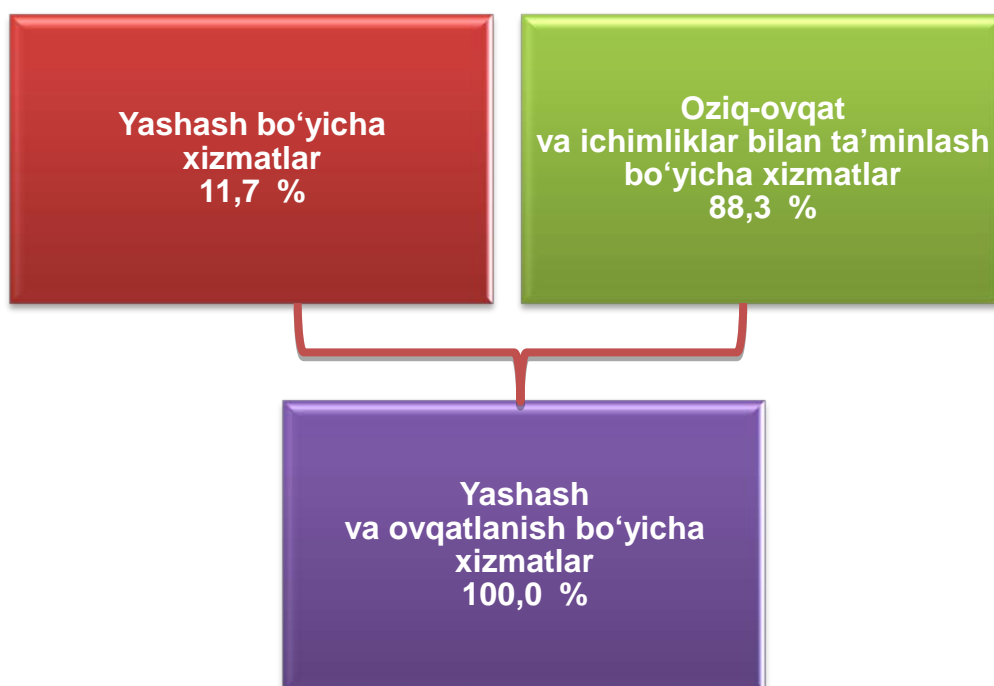 Yashash bo‘yicha
xizmatlar
11,7 %
Oziq-ovqat
va ichimliklar bilan ta’minlash
bo‘yicha xizmatlar
88,3 %
Yashash
va ovqatlanish bo‘yicha
xizmatlar
100,0 %